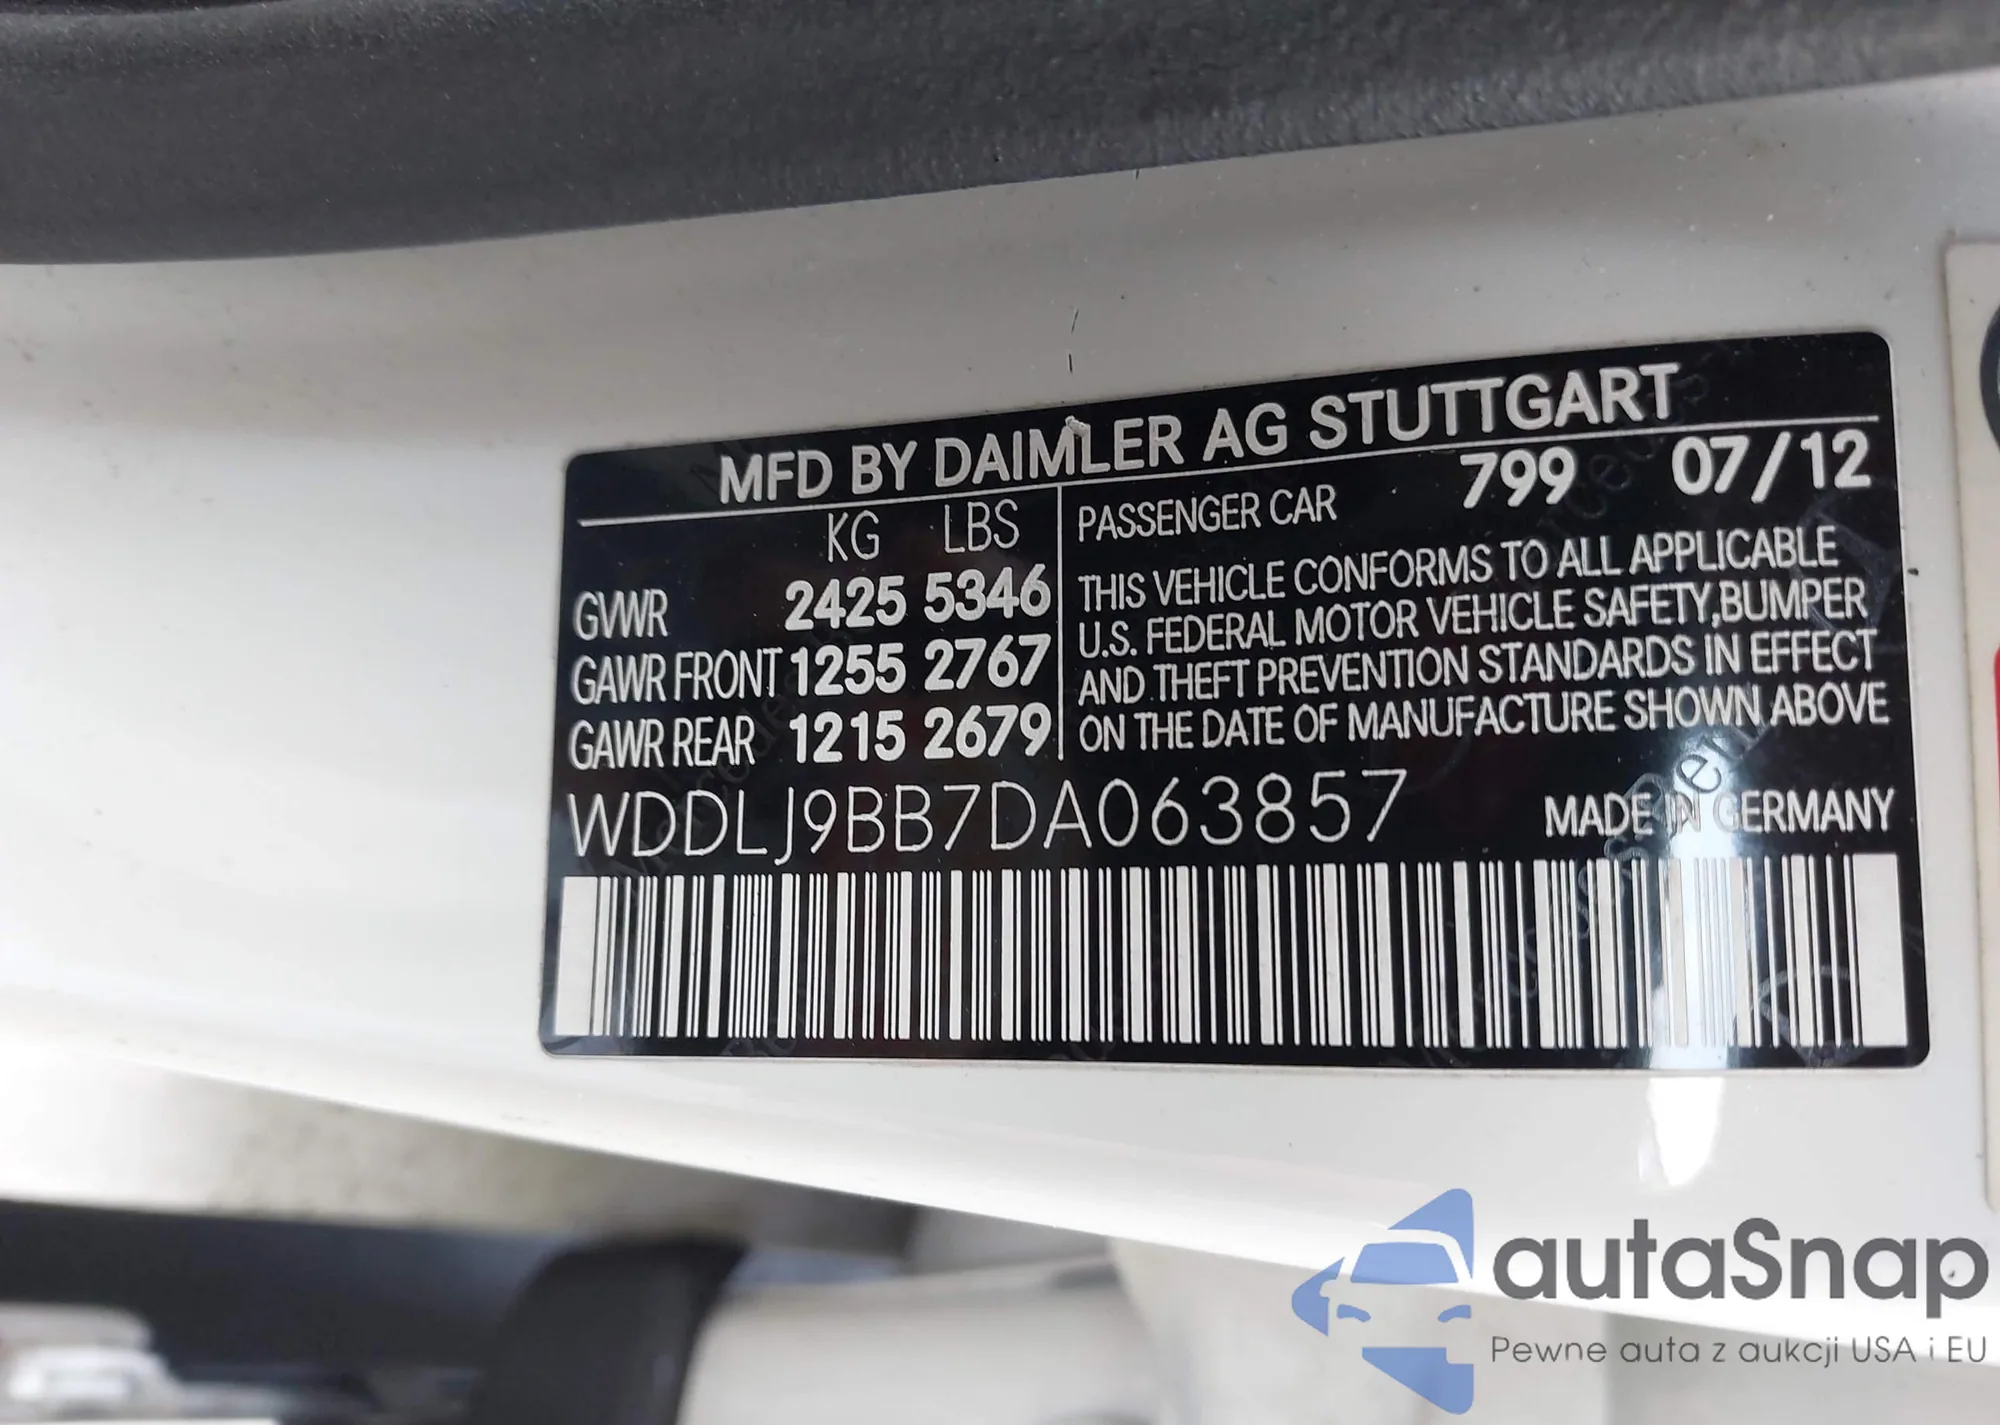 MFD BY DAIMLER AG STUTTGART
KG LBS
GVWR 2425 5346
GAWR FRONT 1255 2767
GAWR REAR 1215 2679
PASSENGER CAR 799 07/12
THIS VEHICLE CONFORMS TO ALL APPLICABLE
U.S. FEDERAL MOTOR VEHICLE SAFETY,BUMPER
AND THEFT PREVENTION STANDARDS IN EFFECT
ON THE DATE OF MANUFACTURE SHOWN ABOVE
WDDLJ9BB7DA063857
MADE IN GERMANY
autaSnap
Pewne auta z aukcji USA i EU